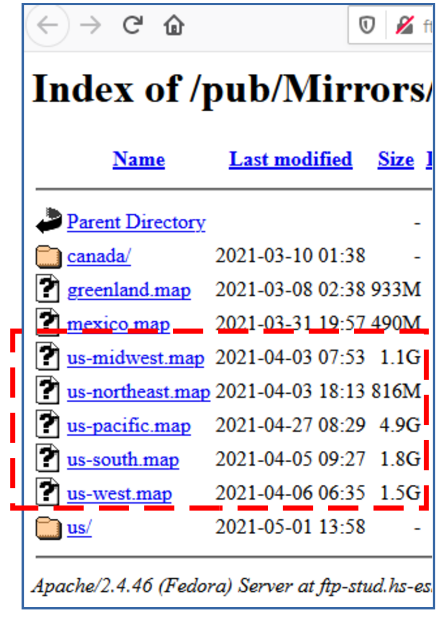 Index of /pub/Mirrors/
Name Last modified Size
Parent Directory -
canada/ 2021-03-10 01:38 -
greenland.map 2021-03-08 02:38 933M
mexico.map 2021-03-31 19:57 490M
us-midwest.map 2021-04-03 07:53 1.1G
us-northeast.map 2021-04-03 18:13 816M
us-pacific.map 2021-04-27 08:29 4.9G
us-south.map 2021-04-05 09:27 1.8G
us-west.map 2021-04-06 06:35 1.5G
us/ 2021-05-01 13:58 -
Apache/2.4.46 (Fedora) Server at ftp-stud.hs-es